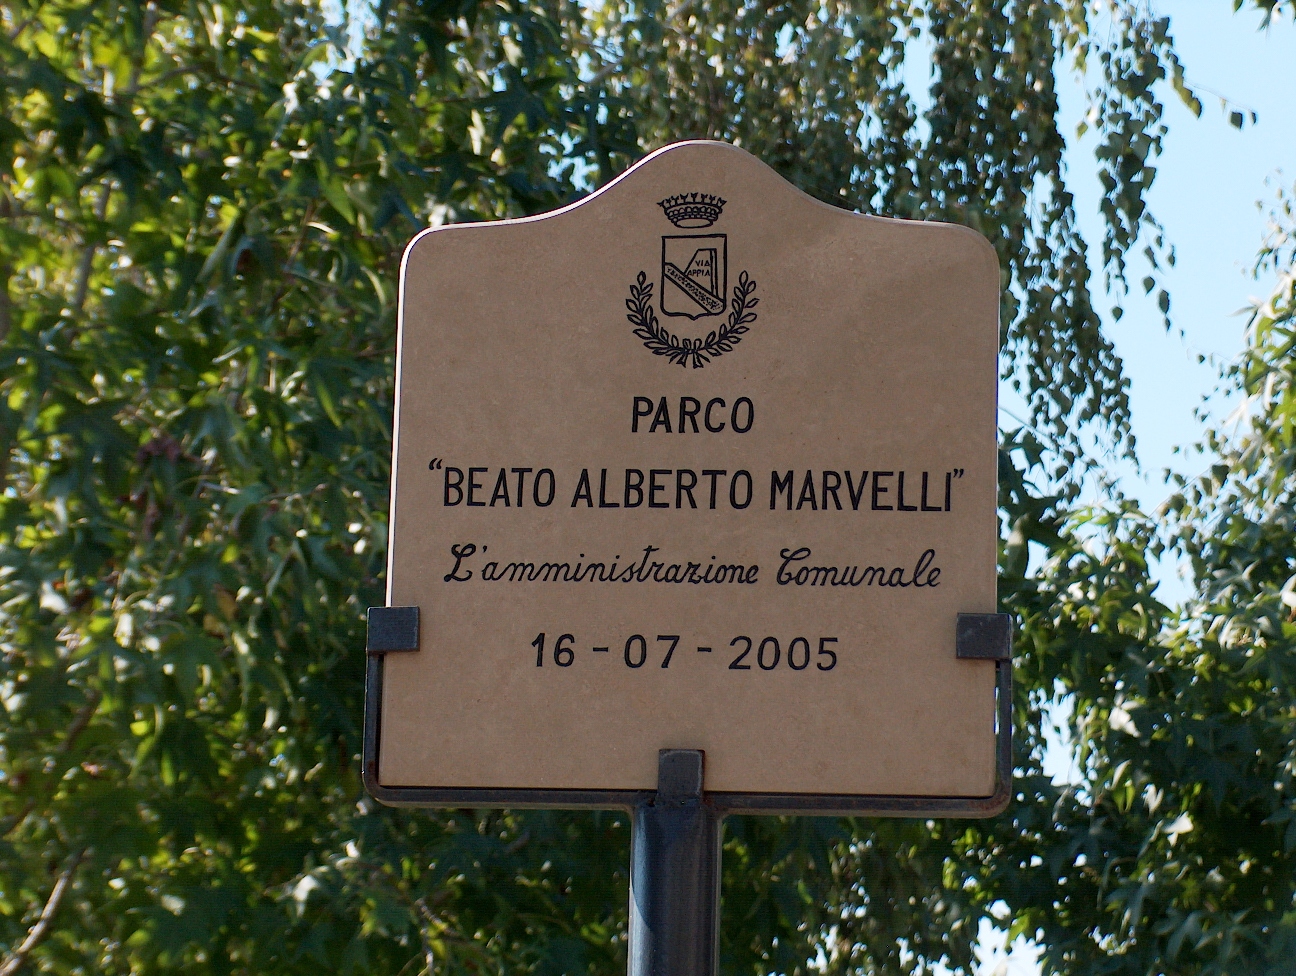 VIA
APPIA
PARCO
“BEATO ALBERTO MARVELLI”
L'amministrazione Comunale
16 - 07 - 2005